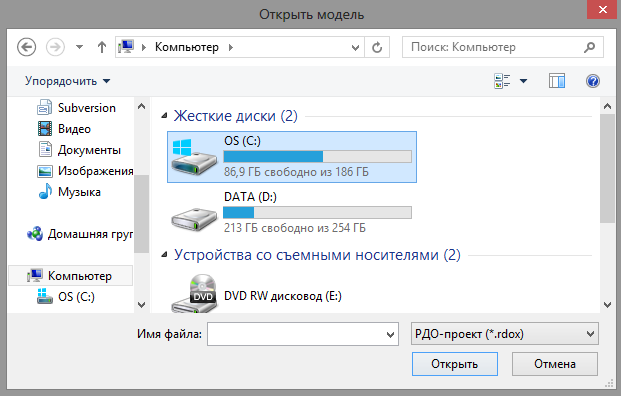 Открыть модель
Компьютер
Поиск: Компьютер
Упорядочить
Subversion
Видео
Документы
Изображения
Музыка
Домашняя груп
Компьютер
OS (C:)
Жесткие диски (2)
OS (C:)
86,9 ГБ свободно из 186 ГБ
DATA (D:)
213 ГБ свободно из 254 ГБ
Устройства со съемными носителями (2)
DVD
DVD RW дисковод (E:)
Имя файла:
РДО-проект (*.rdox)
Открыть
Отмена